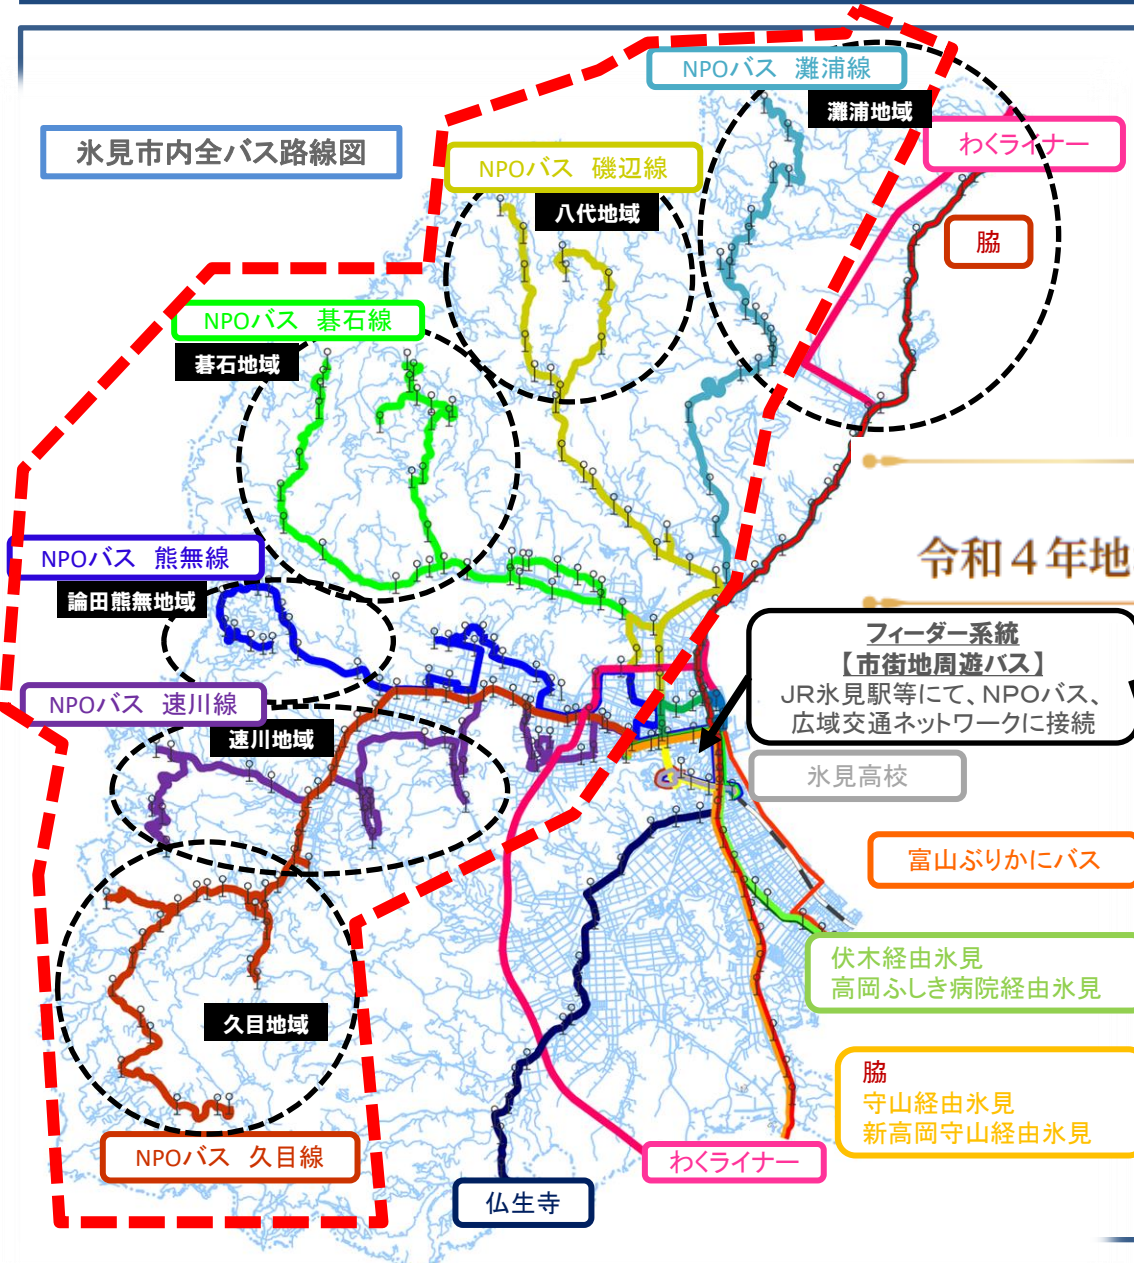 NPOバス 灘浦線
灘浦地域
氷見市内全バス路線図
わくライナー
NPOバス 磯辺線
八代地域
脇
NPOバス 碁石線
碁石地域
NPOバス 熊無線
論田熊無地域
令和４年地
フィーダー系統
【市街地周遊バス】
JR氷見駅等にて、NPOバス、
広域交通ネットワークに接続
NPOバス 速川線
速川地域
氷見高校
富山ぶりかにバス
伏木経由氷見
高岡ふしき病院経由氷見
久目地域
脇
守山経由氷見
新高岡守山経由氷見
NPOバス 久目線
わくライナー
仏生寺